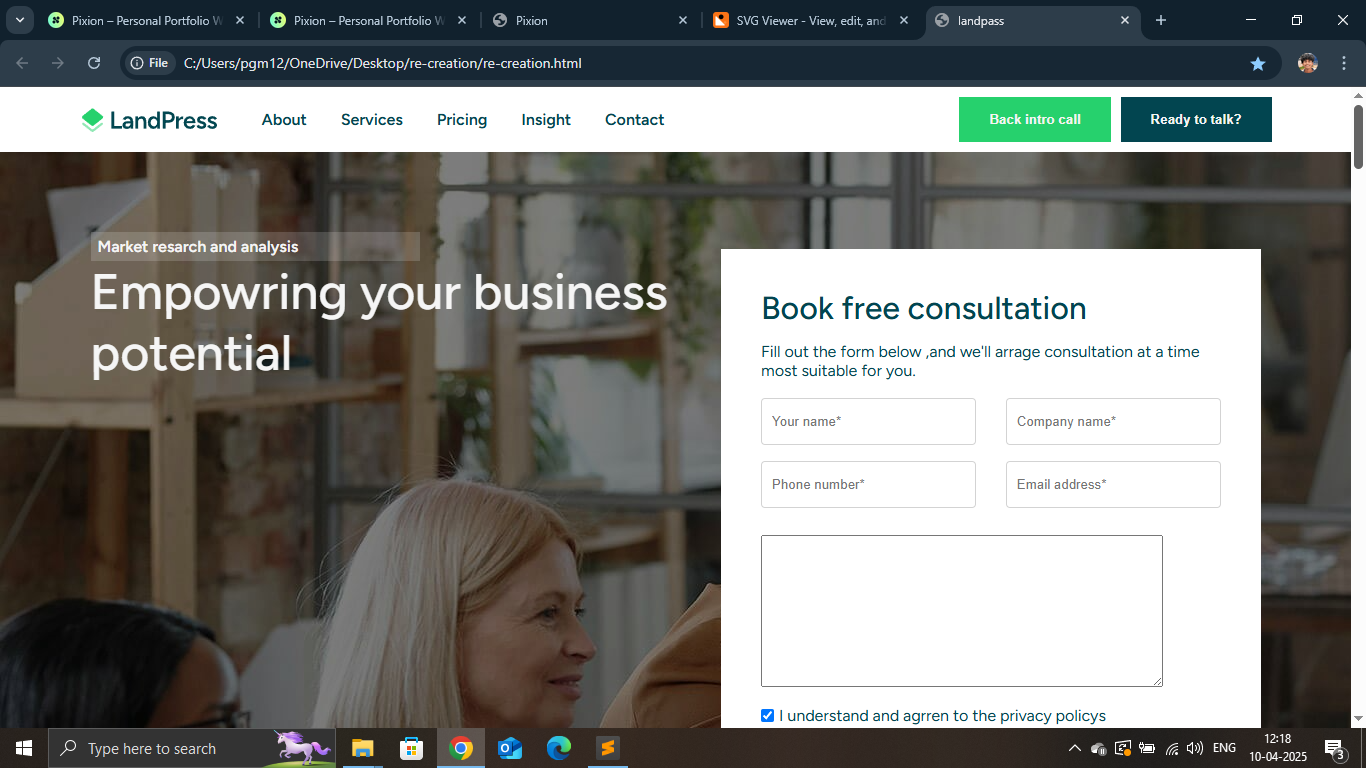 Pixion – Personal Portfolio W
Pixion – Personal Portfolio W
Pixion
SVG Viewer - View, edit, and
landpass
File
C:/Users/pgm12/OneDrive/Desktop/re-creation/re-creation.html
LandPress
About
Services
Pricing
Insight
Contact
Back intro call
Ready to talk?
Market resarch and analysis
Empowring your business
potential
Book free consultation
Fill out the form below ,and we'll arrage consultation at a time
most suitable for you.
Your name*
Company name*
Phone number*
Email address*
I understand and agrren to the privacy policys
Type here to search
ENG
12:18
10-04-2025
3